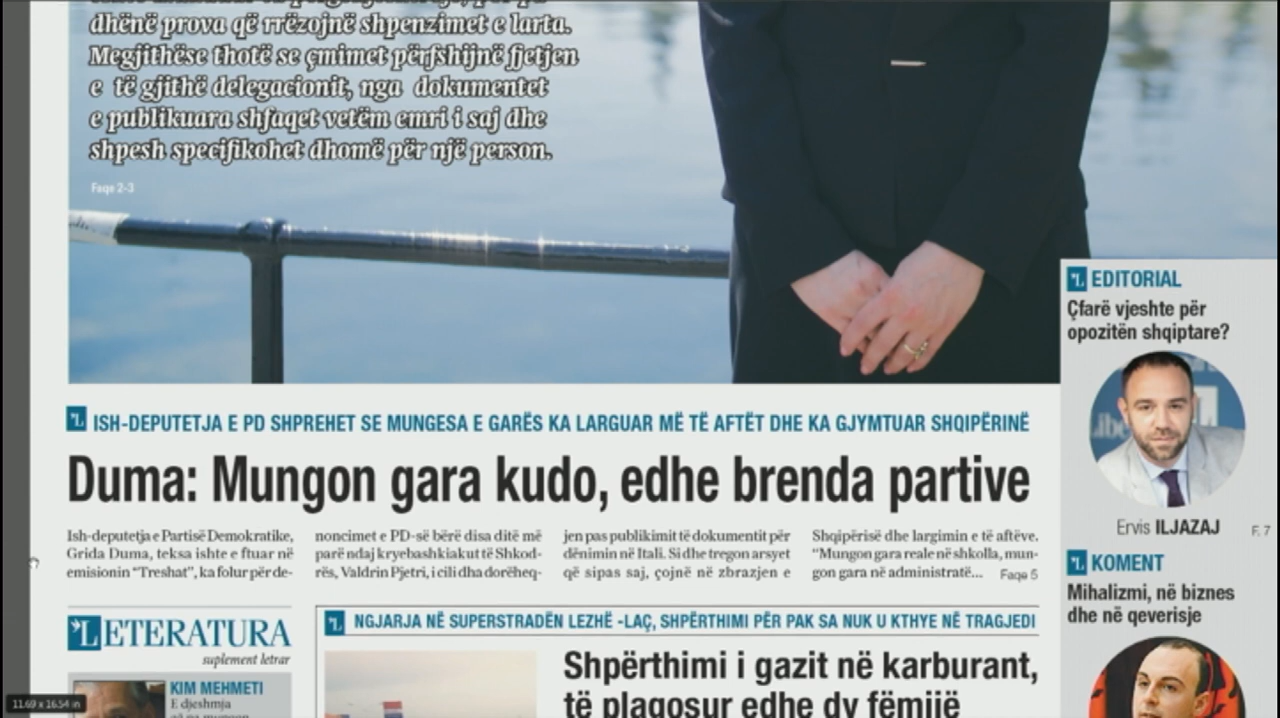 dhënë prova që rrëzojnë shpenzimet e larta.
Megjithëse thotë se çmimet përfshijnë fjetjen
e të gjithë delegacionit, nga dokumentet
e publikuara shfaqet vetëm emri i saj dhe
shpesh specifikohet dhomë për një person.
Faqe 2-3
EDITORIAL
Çfarë vjeshte për
opozitën shqiptare?
Ervis ILJAZAJ F. 7
ISH-DEPUTETJA E PD SHPREHET SE MUNGESA E GARËS KA LARGUAR MË TË AFTËT DHE KA GJYMTUAR SHQIPËRINË
Duma: Mungon gara kudo, edhe brenda partive
Ish-deputetja e Partisë Demokratike,
Grida Duma, teksa ishte e ftuar në
emisionin “Treshat”, ka folur për de-
noncimet e PD-së bërë disa ditë më
parë ndaj kryebashkiakut të Shkod-
rës, Valdrin Pjetri, i cili dha dorëheq-
jen pas publikimit të dokumentit për
dënimin në Itali. Si dhe tregon arsyet
që sipas saj, çojnë në zbrazjen e
Shqipërisë dhe largimin e të aftëve.
“Mungon gara reale në shkolla, mun-
gon gara në administratë... Faqe 5
KOMENT
Mihalizmi, në biznes
dhe në qeverisje
LETERATURA
suplement letrar
KIM MEHMETI
E djeshmja
NGJARJA NË SUPERSTRADËN LEZHË -LAÇ, SHPËRTHIMI PËR PAK SA NUK U KTHYE NË TRAGJEDI
Shpërthimi i gazit në karburant,
të plagosur edhe dy fëmijë
11.69 x 16.54 in